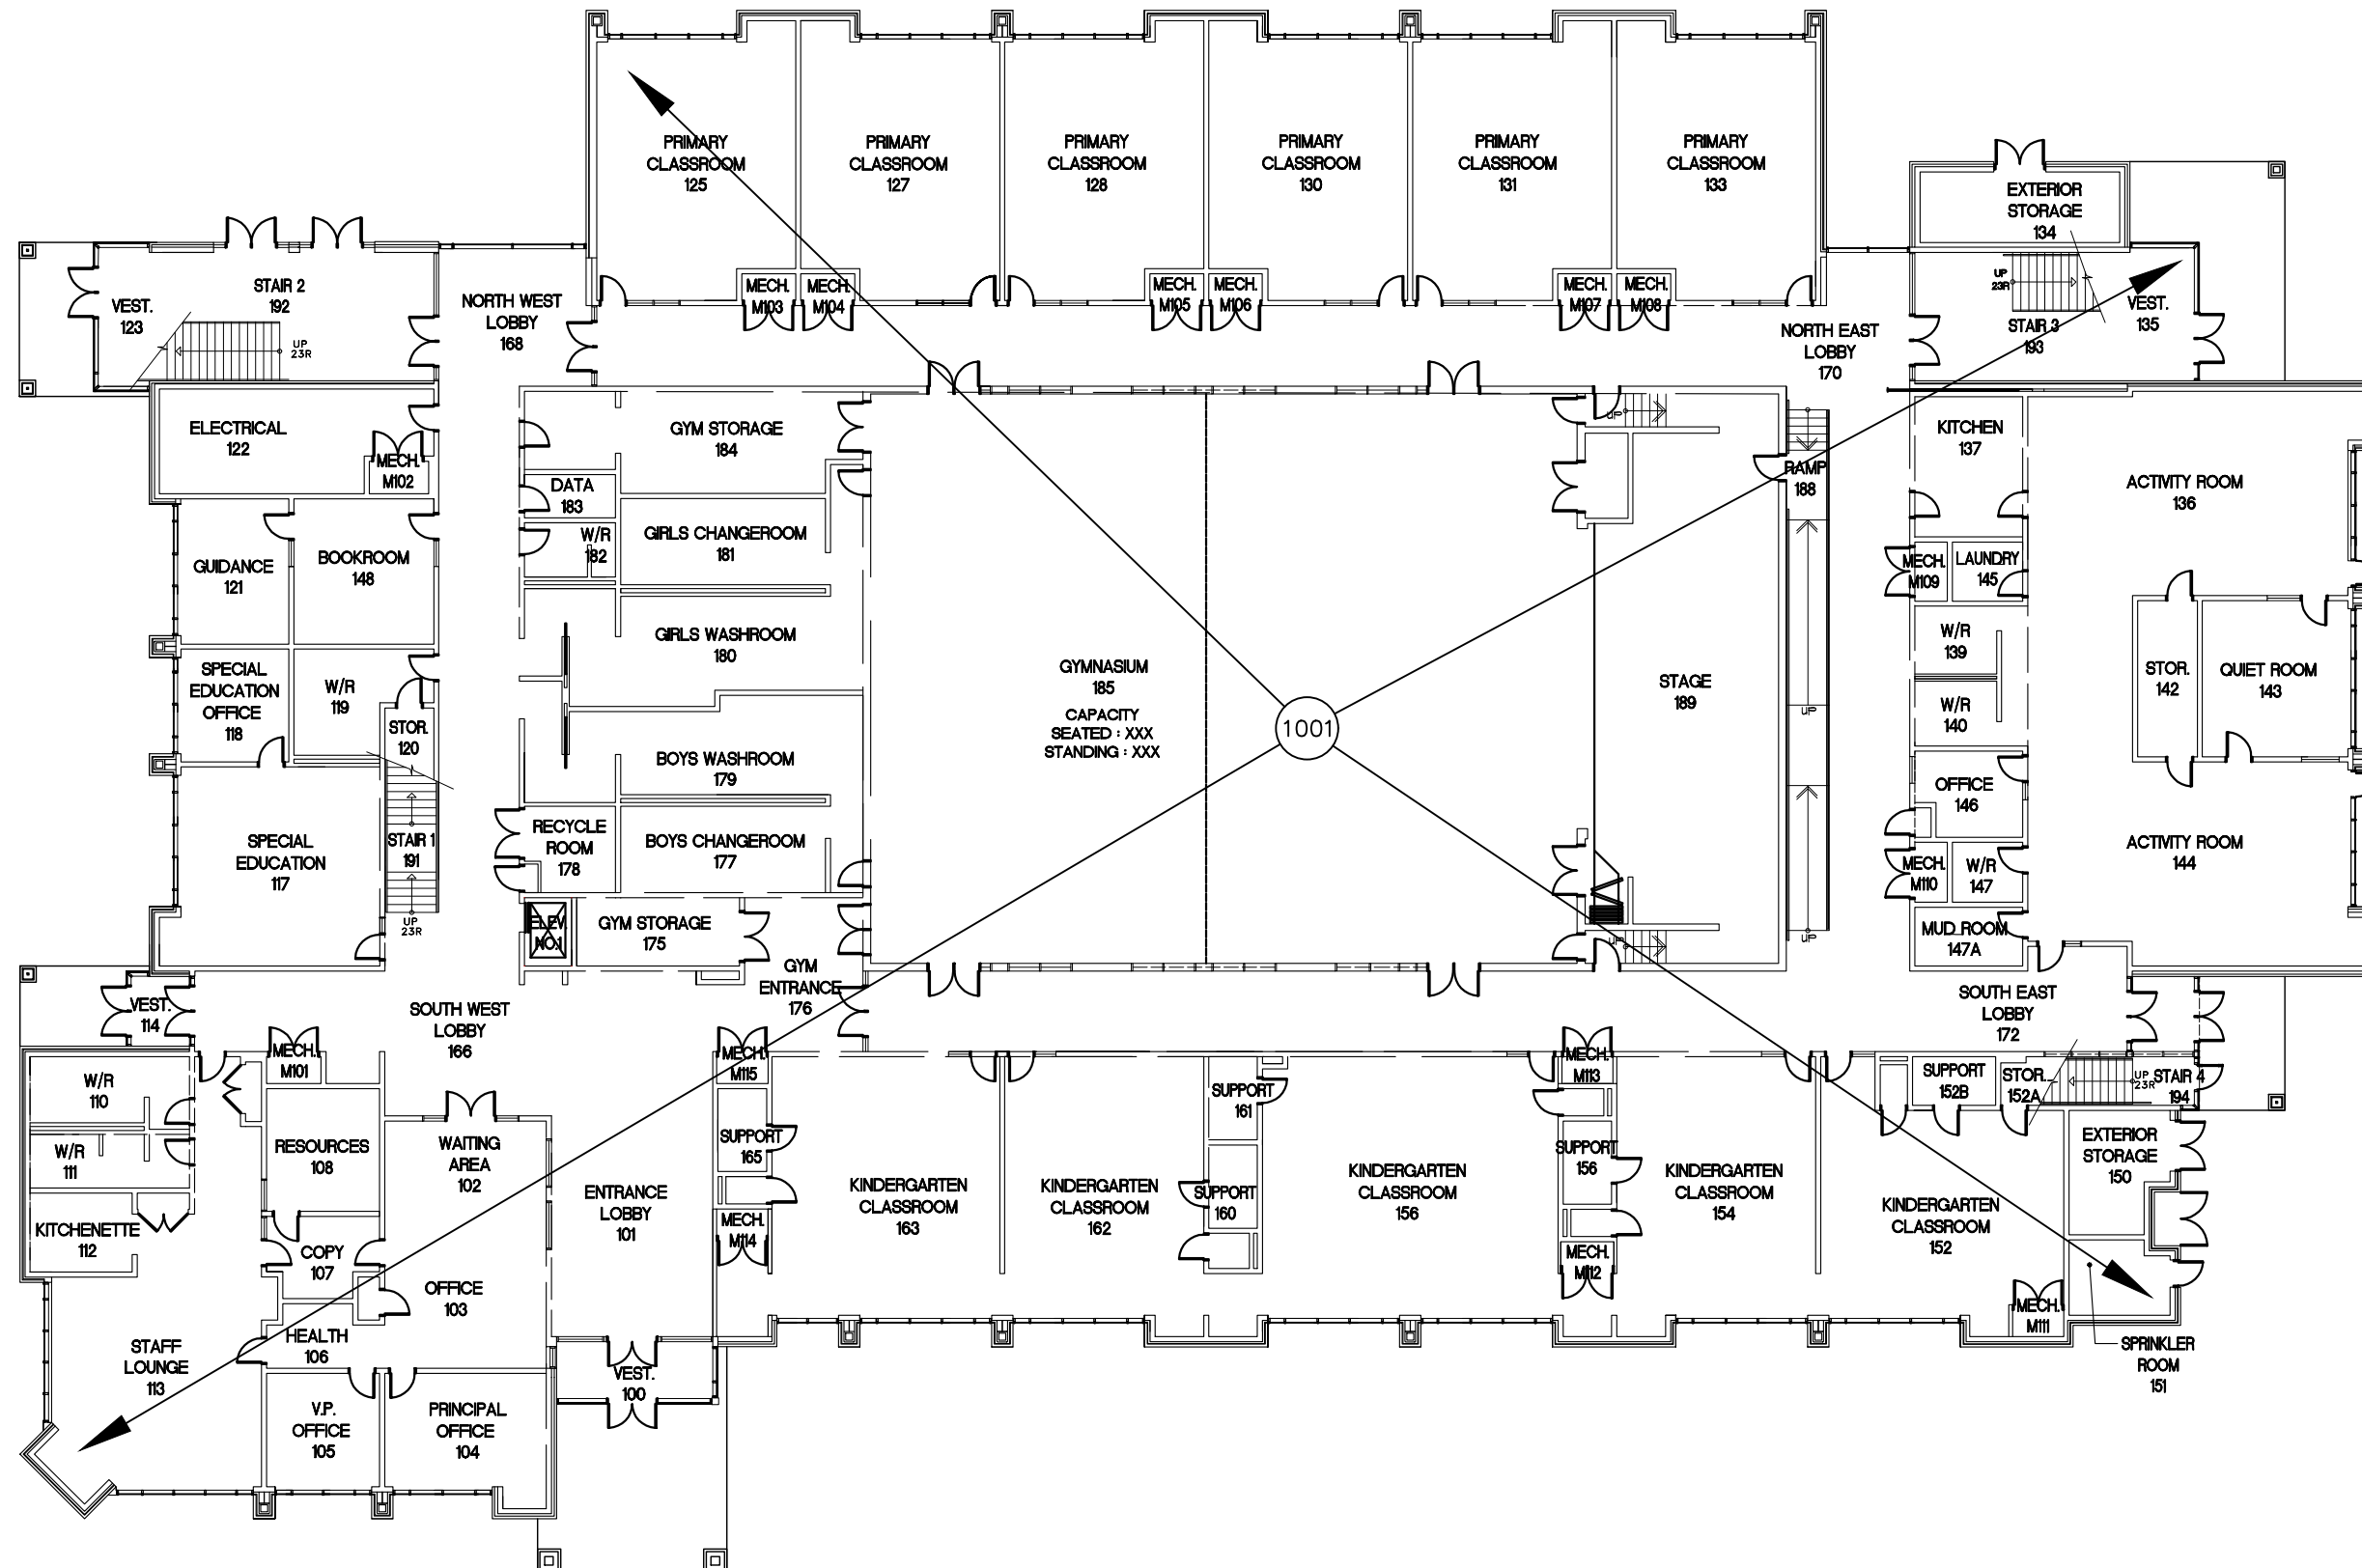 PRIMARY
CLASSROOM
125
PRIMARY
CLASSROOM
127
PRIMARY
CLASSROOM
128
PRIMARY
CLASSROOM
130
PRIMARY
CLASSROOM
131
PRIMARY
CLASSROOM
133
EXTERIOR
STORAGE
134
VEST.
123
STAIR 2
192
UP
23R
NORTH WEST
LOBBY
168
MECH.
M103
MECH.
M104
MECH.
M105
MECH.
M106
MECH.
M107
MECH.
M108
NORTH EAST
LOBBY
170
UP
23R
STAIR 3
193
VEST.
135
ELECTRICAL
122
MECH.
M102
GYM STORAGE
184
DATA
183
W/R
182
GIRLS CHANGEROOM
181
UP
RAMP
188
KITCHEN
137
ACTIVITY ROOM
136
GUIDANCE
121
BOOKROOM
148
MECH.
M109
LAUNDRY
145
GIRLS WASHROOM
180
W/R
139
SPECIAL
EDUCATION
OFFICE
118
W/R
119
STOR.
120
GYMNASIUM
185
CAPACITY
SEATED : XXX
STANDING : XXX
1001
STAGE
189
UP
W/R
140
STOR.
142
QUIET ROOM
143
BOYS WASHROOM
179
OFFICE
146
SPECIAL
EDUCATION
117
STAIR 1
191
UP
23R
RECYCLE
ROOM
178
BOYS CHANGEROOM
177
ACTIVITY ROOM
144
MECH.
M110
W/R
147
ELEV.
NO.1
GYM STORAGE
175
UP
UP
MUD ROOM
147A
GYM
ENTRANCE
176
VEST.
114
SOUTH WEST
LOBBY
166
SOUTH EAST
LOBBY
172
MECH.
M101
MECH.
M115
MECH.
M113
W/R
110
SUPPORT
161
SUPPORT
152B
STOR.
152A
UP
23R
STAIR 4
194
W/R
111
RESOURCES
108
WAITING
AREA
102
SUPPORT
165
SUPPORT
156
EXTERIOR
STORAGE
150
KITCHENETTE
112
COPY
107
ENTRANCE
LOBBY
101
MECH.
M114
KINDERGARTEN
CLASSROOM
163
KINDERGARTEN
CLASSROOM
162
SUPPORT
160
KINDERGARTEN
CLASSROOM
156
MECH.
M112
KINDERGARTEN
CLASSROOM
154
KINDERGARTEN
CLASSROOM
152
OFFICE
103
HEALTH
106
STAFF
LOUNGE
113
MECH.
M111
SPRINKLER
ROOM
151
VEST.
100
V.P.
OFFICE
105
PRINCIPAL
OFFICE
104